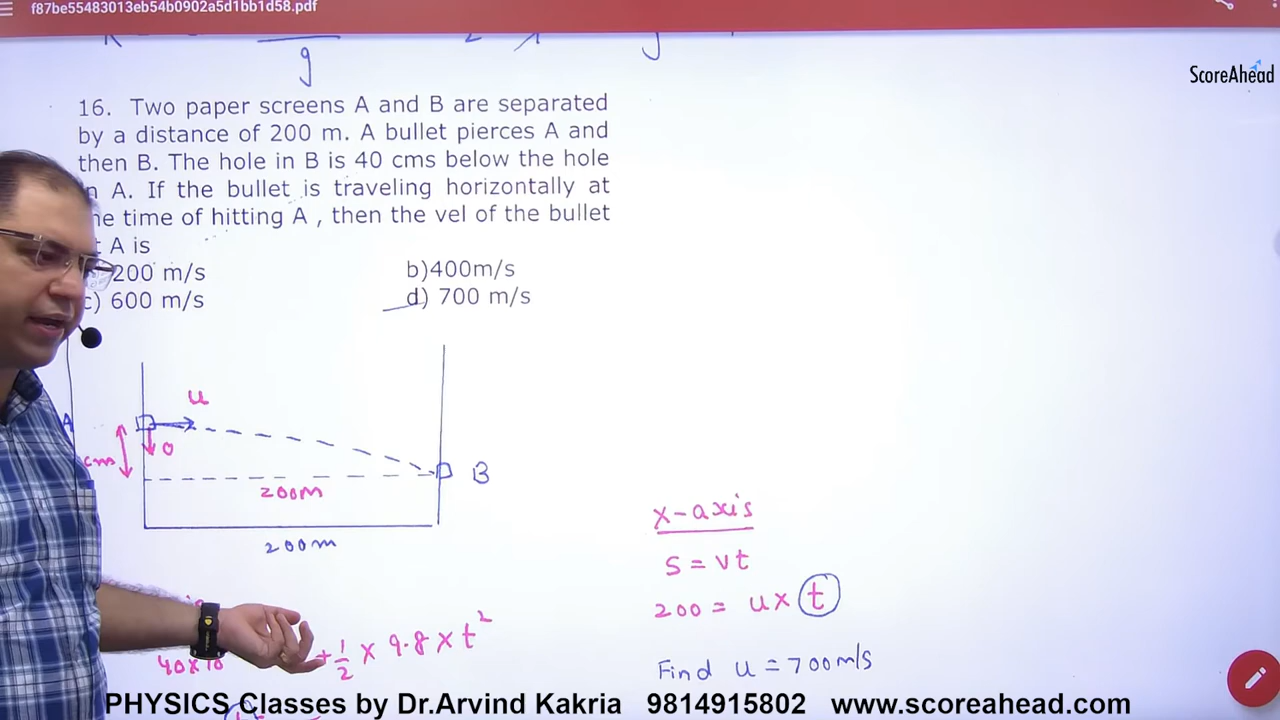 f87be55483013eb54b0902a5d1bb1d58.pdf
g
ScoreAhead
16. Two paper screens A and B are separated
by a distance of 200 m. A bullet pierces A and
then B. The hole in B is 40 cms below the hole
A. If the bullet is traveling horizontally at
time of hitting A , then the vel of the bullet
A is
200 m/s
b)400m/s
c) 600 m/s
d) 700 m/s
u
A
0
cm
200m
B
200m
x-axis
S = vt
200 = u x t
40x10
+ 1/2 x 9.8 x t²
Find u = 700m/s
PHYSICS Classes by Dr.Arvind Kakria 9814915802 www.scoreahead.com